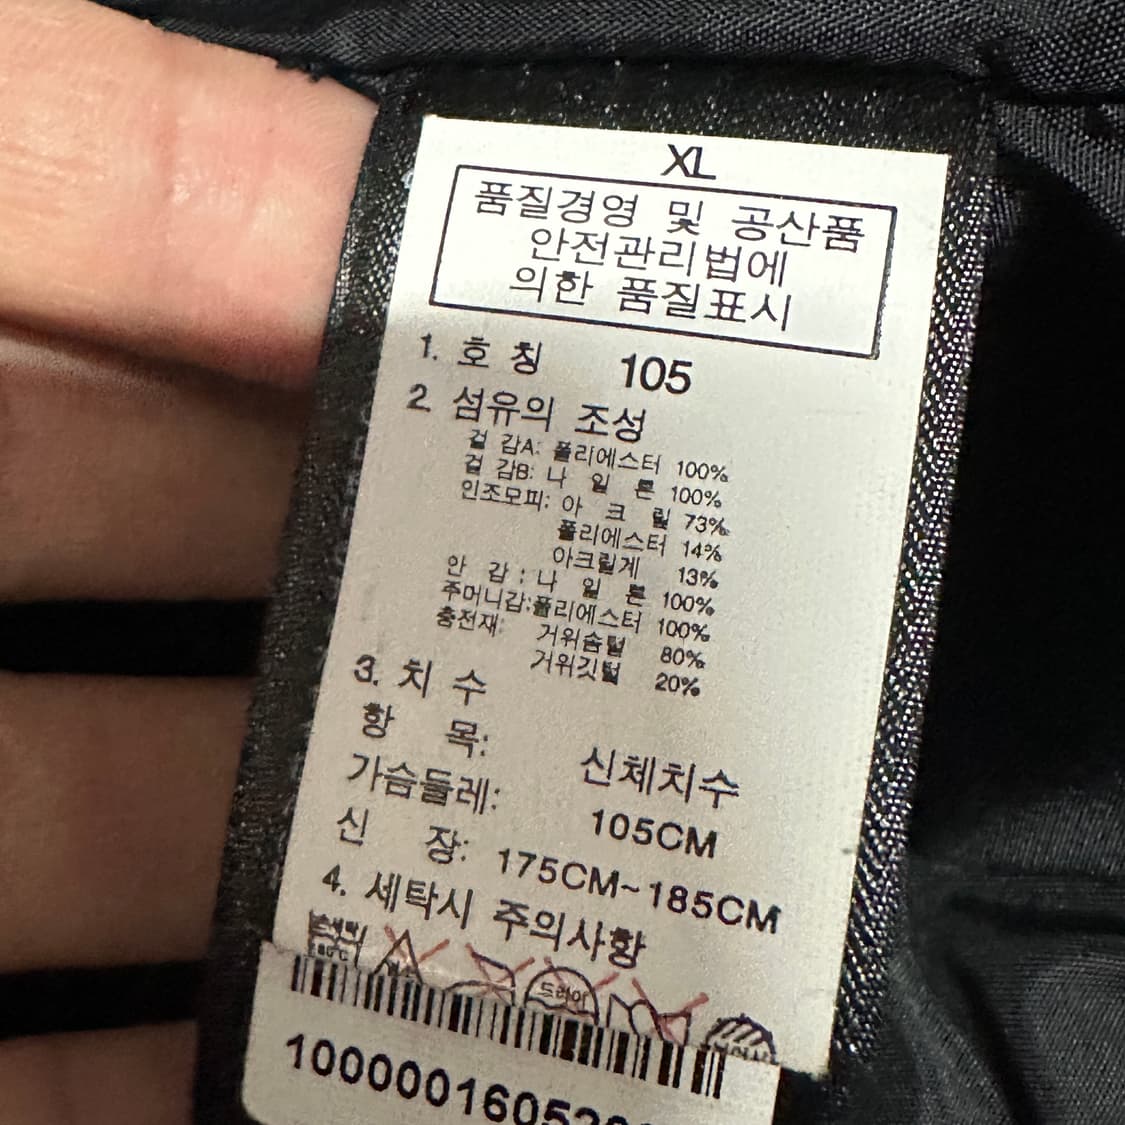 XL
품질경영 및 공산품
안전관리법에
의한 품질표시
1. 호 칭 105
2. 섬유의 조성
겉 감A: 폴리에스터 100%
겉 감B: 나 일 론 100%
인조모피: 아 크 릴 73%
폴리에스터 14%
아크릴계 13%
안 감 : 나 일 론 100%
주머니감:폴리에스터 100%
충전재: 거위솜털 80%
거위깃털 20%
3. 치 수
항 목: 신체치수
가슴둘레: 105CM
신 장: 175CM~185CM
4. 세탁시 주의사항
드라이